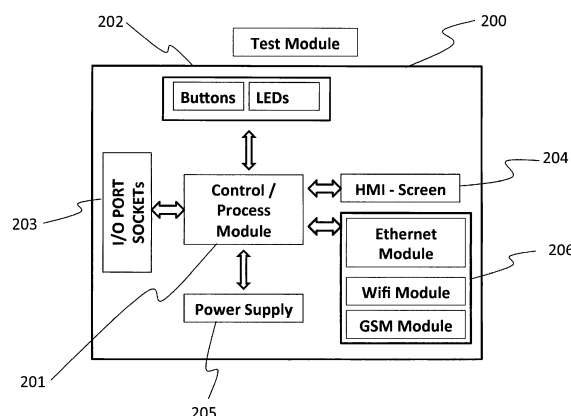 202
Test Module
200
Buttons
LEDs
204
HMI - Screen
I/O PORT
SOCKETs
Control /
Process
Module
203
Ethernet
Module
206
Wifi Module
GSM Module
Power Supply
201
205